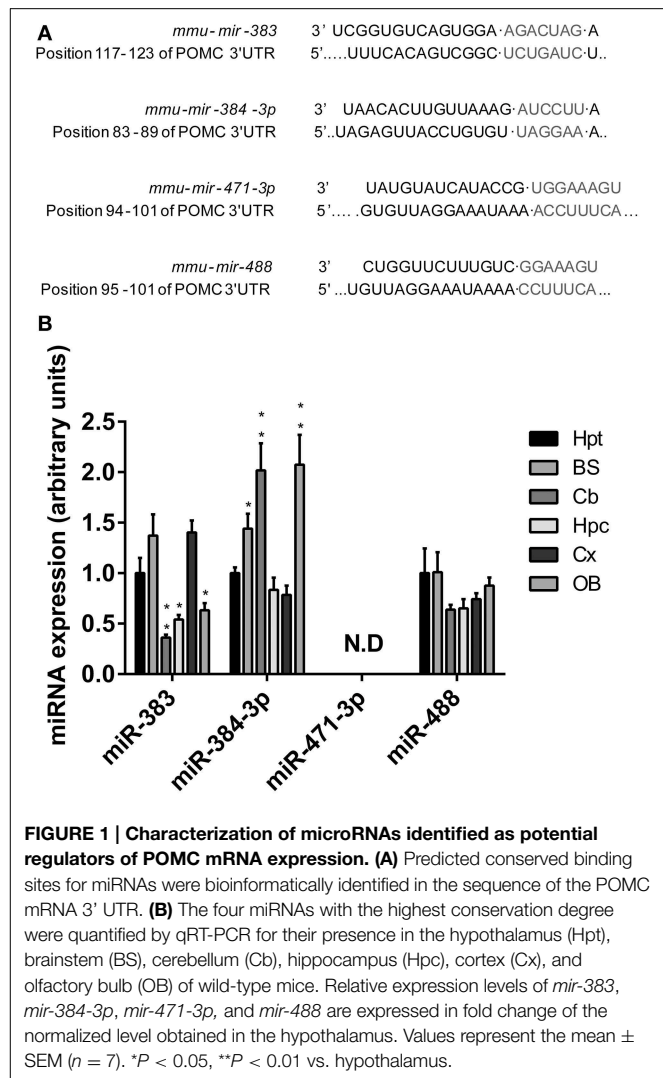 A
mmu-mir-383 3' UCGGUGUCAGUGGA·AGACUAG·A
Position 117-123 of POMC 3'UTR 5'.....UUUCACAGUCGGC·UCUGAUC·U..
mmu-mir-384-3p 3' UAACACUUGUUAAAG·AUCCUU·A
Position 83-89 of POMC 3'UTR 5'..UAGAGUUACCUGUGU·UAGGAA·A..
mmu-mir-471-3p 3' UAUGUAUCAUACCG·UGGAAAGU
Position 94-101 of POMC 3'UTR 5'.... .GUGUUAGGAAAUAAA·ACCUUUCA...
mmu-mir-488 3' CUGGUUCUUUGUC·GGAAAGU
Position 95-101 of POMC 3'UTR 5' ...UGUUAGGAAAUAAAA·CCUUUCA...
B
miRNA expression (arbitrary units)
2.5
2.0
1.5
1.0
0.5
0.0
* *
*
*
*
* *
* *
N.D
miR-383
miR-384-3p
miR-471-3p
miR-488
Hpt
BS
Cb
Hpc
Cx
OB
FIGURE 1 | Characterization of microRNAs identified as potential
regulators of POMC mRNA expression. (A) Predicted conserved binding
sites for miRNAs were bioinformatically identified in the sequence of the POMC
mRNA 3' UTR. (B) The four miRNAs with the highest conservation degree
were quantified by qRT-PCR for their presence in the hypothalamus (Hpt),
brainstem (BS), cerebellum (Cb), hippocampus (Hpc), cortex (Cx), and
olfactory bulb (OB) of wild-type mice. Relative expression levels of mir-383,
mir-384-3p, mir-471-3p, and mir-488 are expressed in fold change of the
normalized level obtained in the hypothalamus. Values represent the mean ±
SEM (n = 7). *P < 0.05, **P < 0.01 vs. hypothalamus.